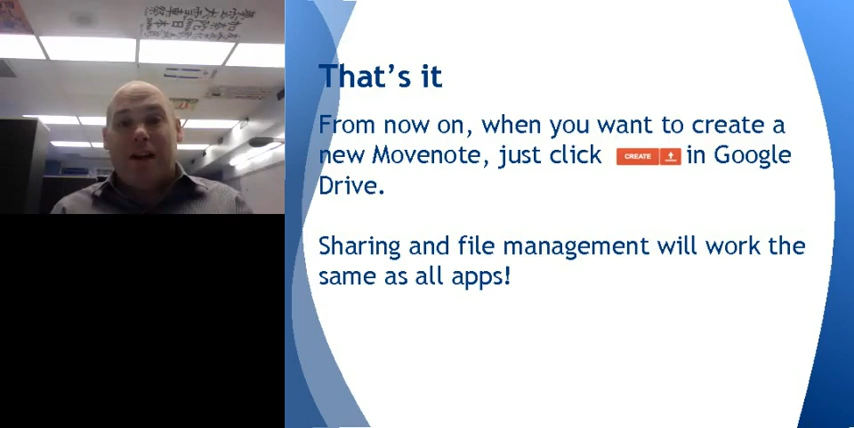 That's it
From now on, when you want to create a
new Movenote, just click CREATE in Google
Drive.
Sharing and file management will work the
same as all apps!